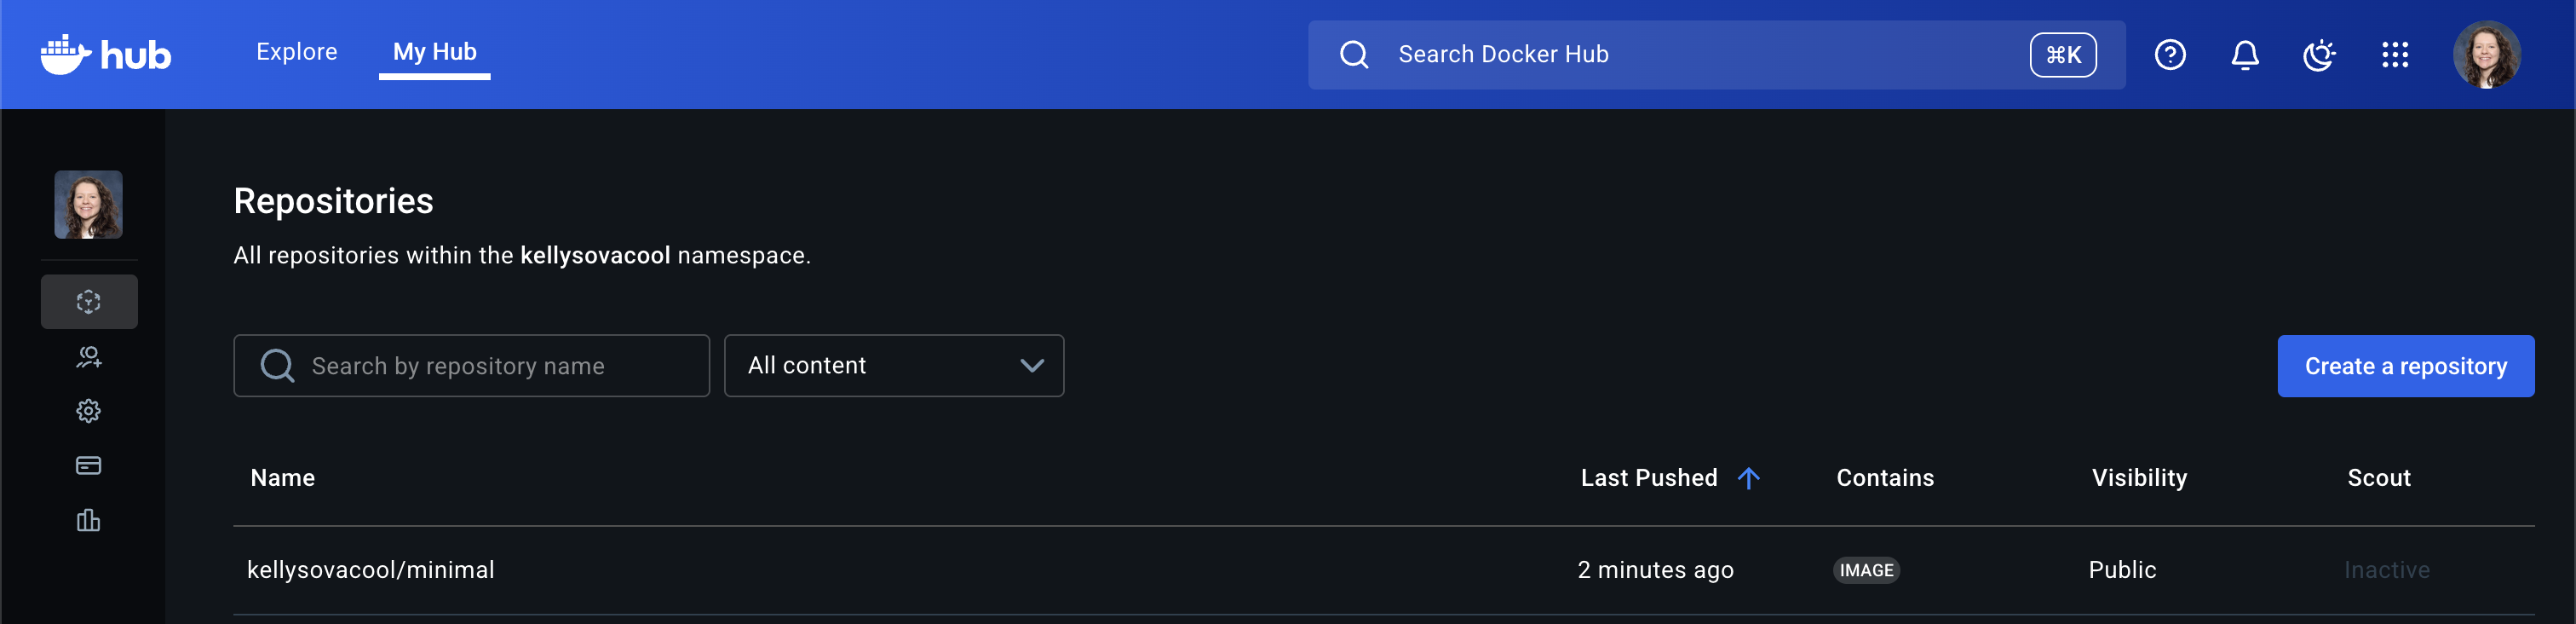 hub Explore My Hub Search Docker Hub ⌘K
Repositories
All repositories within the kellysovacool namespace.
Search by repository name All content Create a repository
Name Last Pushed Contains Visibility Scout
kellysovacool/minimal 2 minutes ago IMAGE Public Inactive